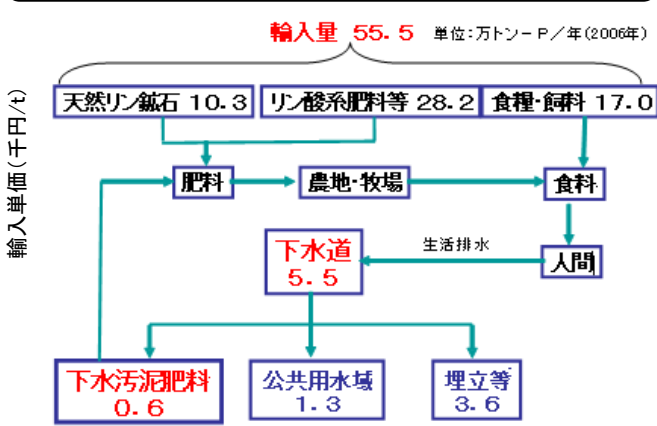 輸入量 55.5 単位:万トン-P/年(2006年)
天然リン鉱石 10.3 リン酸系肥料等 28.2 食糧・飼料 17.0
輸入単価(千円/t)
肥料 農地・牧場 食料
下水道
5.5
生活排水
人間
下水汚泥肥料
0.6
公共用水域
1.3
埋立等
3.6